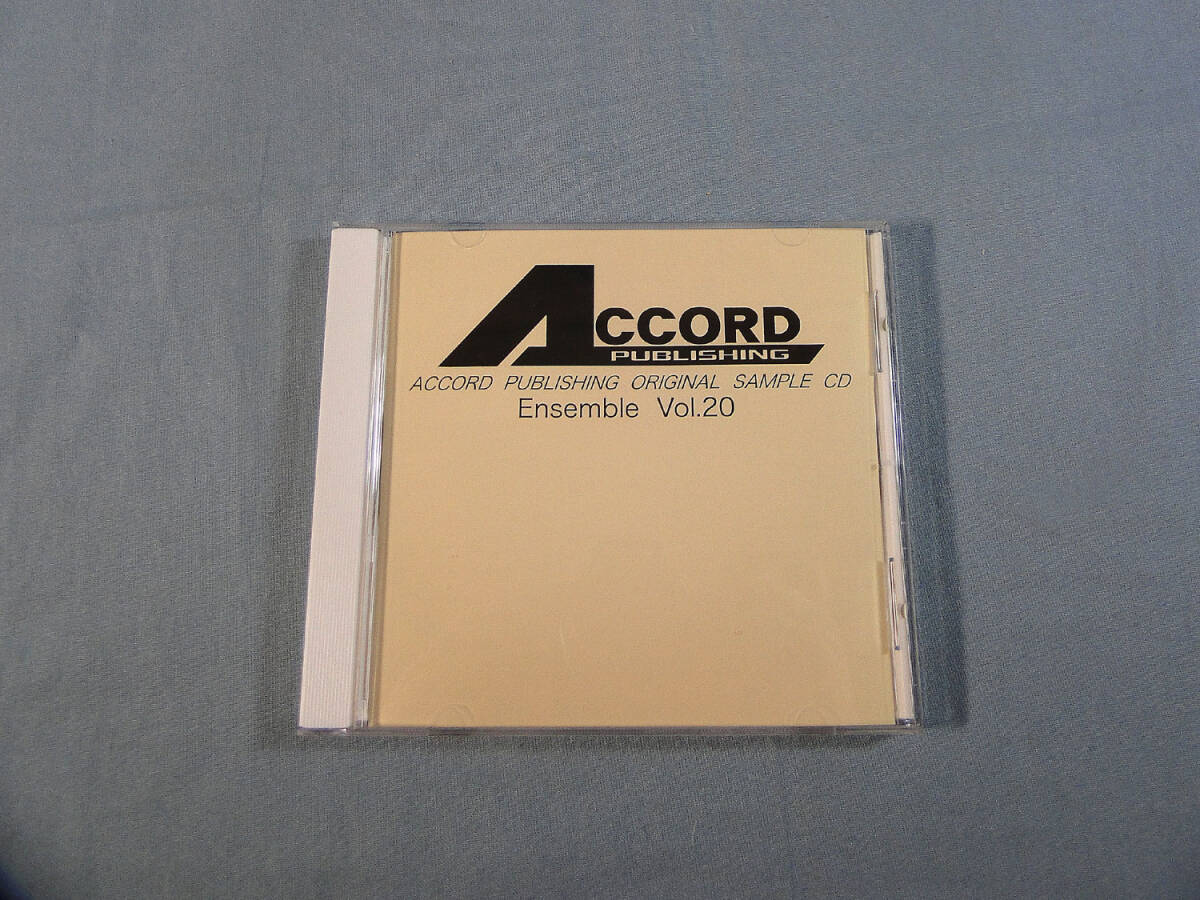 ACCORD
PUBLISHING
ACCORD PUBLISHING ORIGINAL SAMPLE CD
Ensemble Vol.20